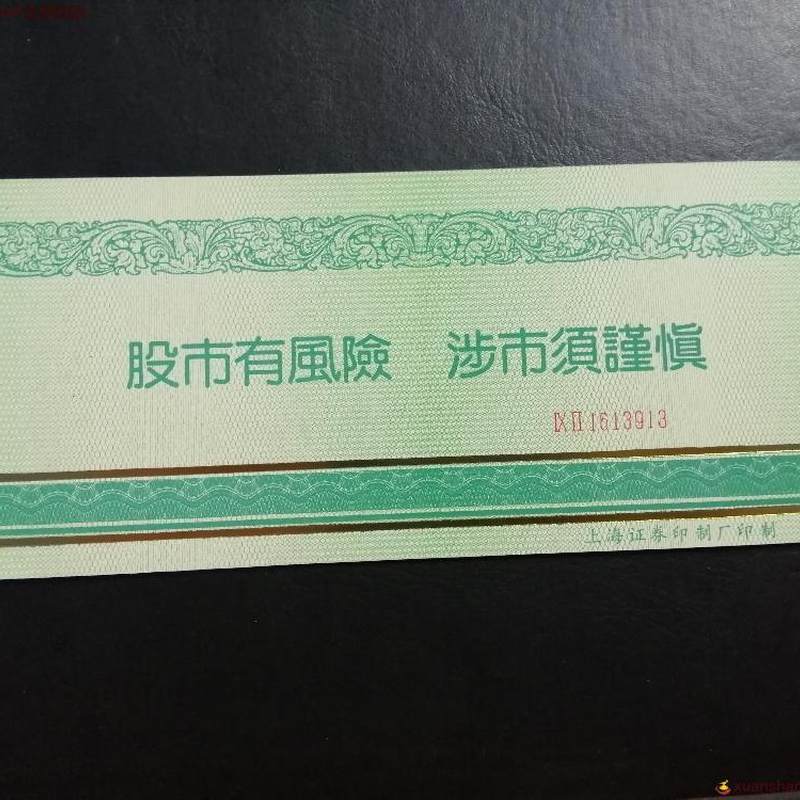 股市有風險 涉市須謹慎
IXII1613913
上海证券印制厂印制
xuanshar